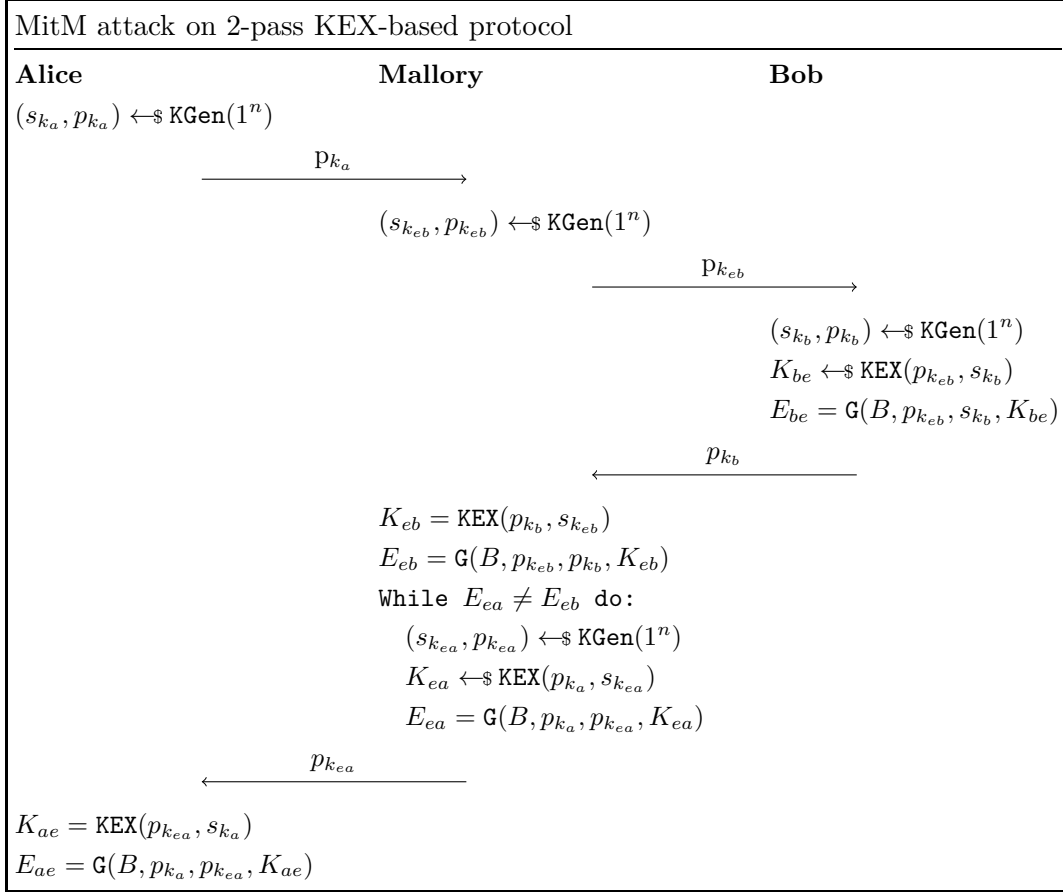 MitM attack on 2-pass KEX-based protocol
Alice Mallory Bob
(s_{k_a}, p_{k_a}) ←$ KGen(1^n)
p_{k_a}
(s_{k_{eb}}, p_{k_{eb}}) ←$ KGen(1^n)
p_{k_{eb}}
(s_{k_b}, p_{k_b}) ←$ KGen(1^n)
K_{be} ←$ KEX(p_{k_{eb}}, s_{k_b})
E_{be} = G(B, p_{k_{eb}}, s_{k_b}, K_{be})
p_{k_b}
K_{eb} = KEX(p_{k_b}, s_{k_{eb}})
E_{eb} = G(B, p_{k_{eb}}, p_{k_b}, K_{eb})
While E_{ea} ≠ E_{eb} do:
(s_{k_{ea}}, p_{k_{ea}}) ←$ KGen(1^n)
K_{ea} ←$ KEX(p_{k_a}, s_{k_{ea}})
E_{ea} = G(B, p_{k_a}, p_{k_{ea}}, K_{ea})
p_{k_{ea}}
K_{ae} = KEX(p_{k_{ea}}, s_{k_a})
E_{ae} = G(B, p_{k_a}, p_{k_{ea}}, K_{ae})